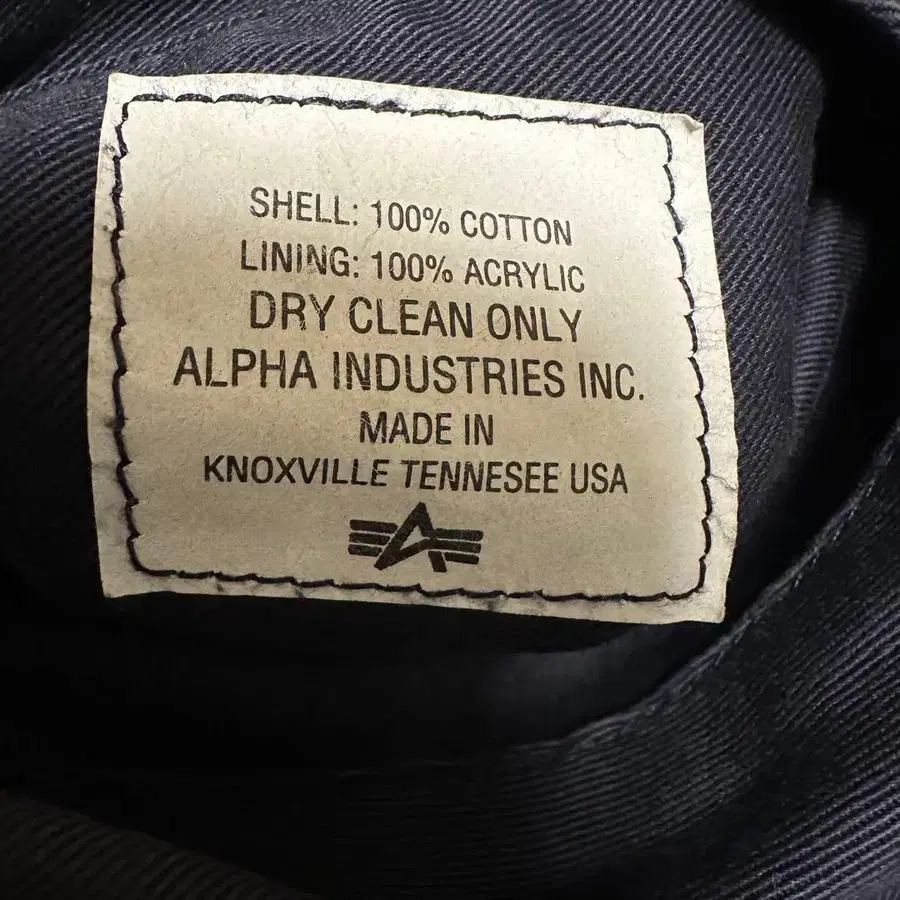 SHELL: 100% COTTON
LINING: 100% ACRYLIC
DRY CLEAN ONLY
ALPHA INDUSTRIES INC.
MADE IN
KNOXVILLE TENNESEE USA